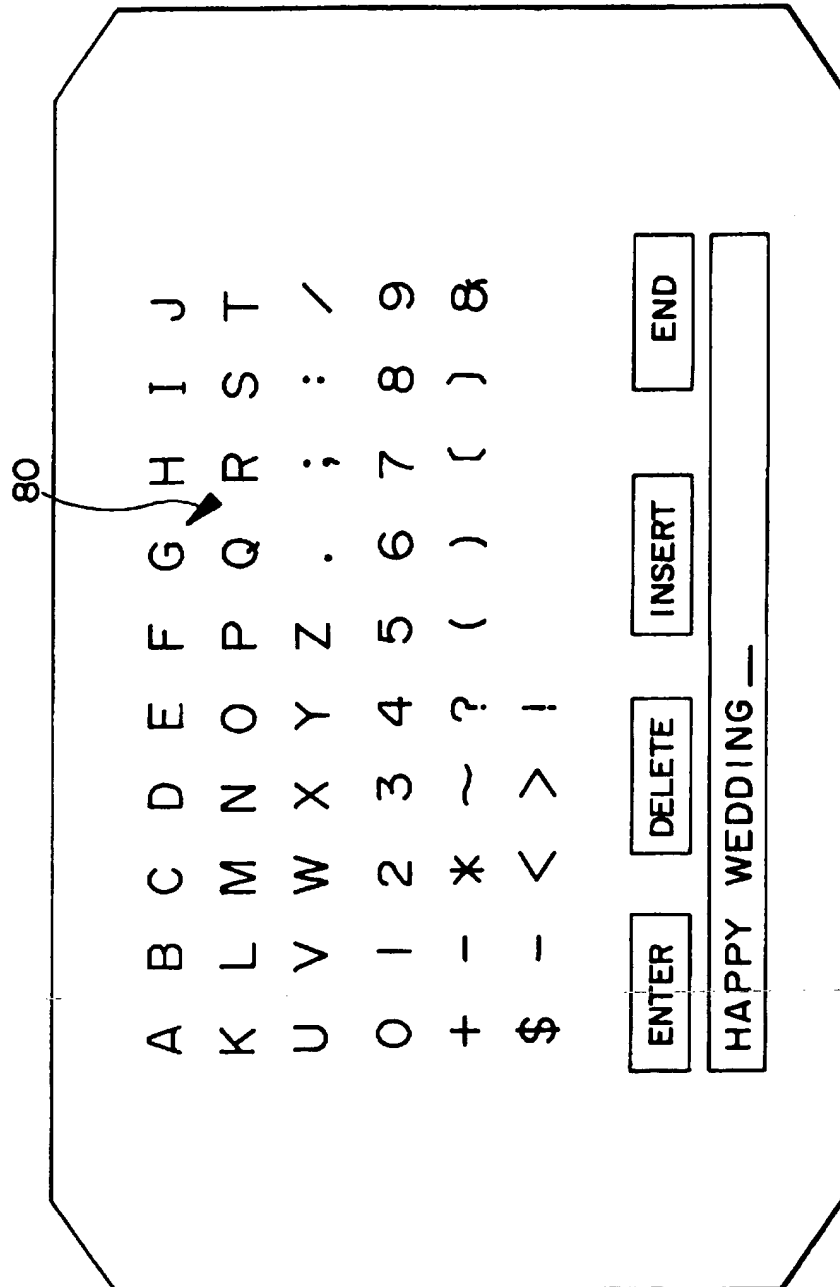 80
A B C D E F G H I J
K L M N O P Q R S T
U V W X Y Z . ; : /
0 1 2 3 4 5 6 7 8 9
+ - * ~ ? ( ) [ ] &
$ - < > !
ENTER DELETE INSERT END
HAPPY WEDDING_